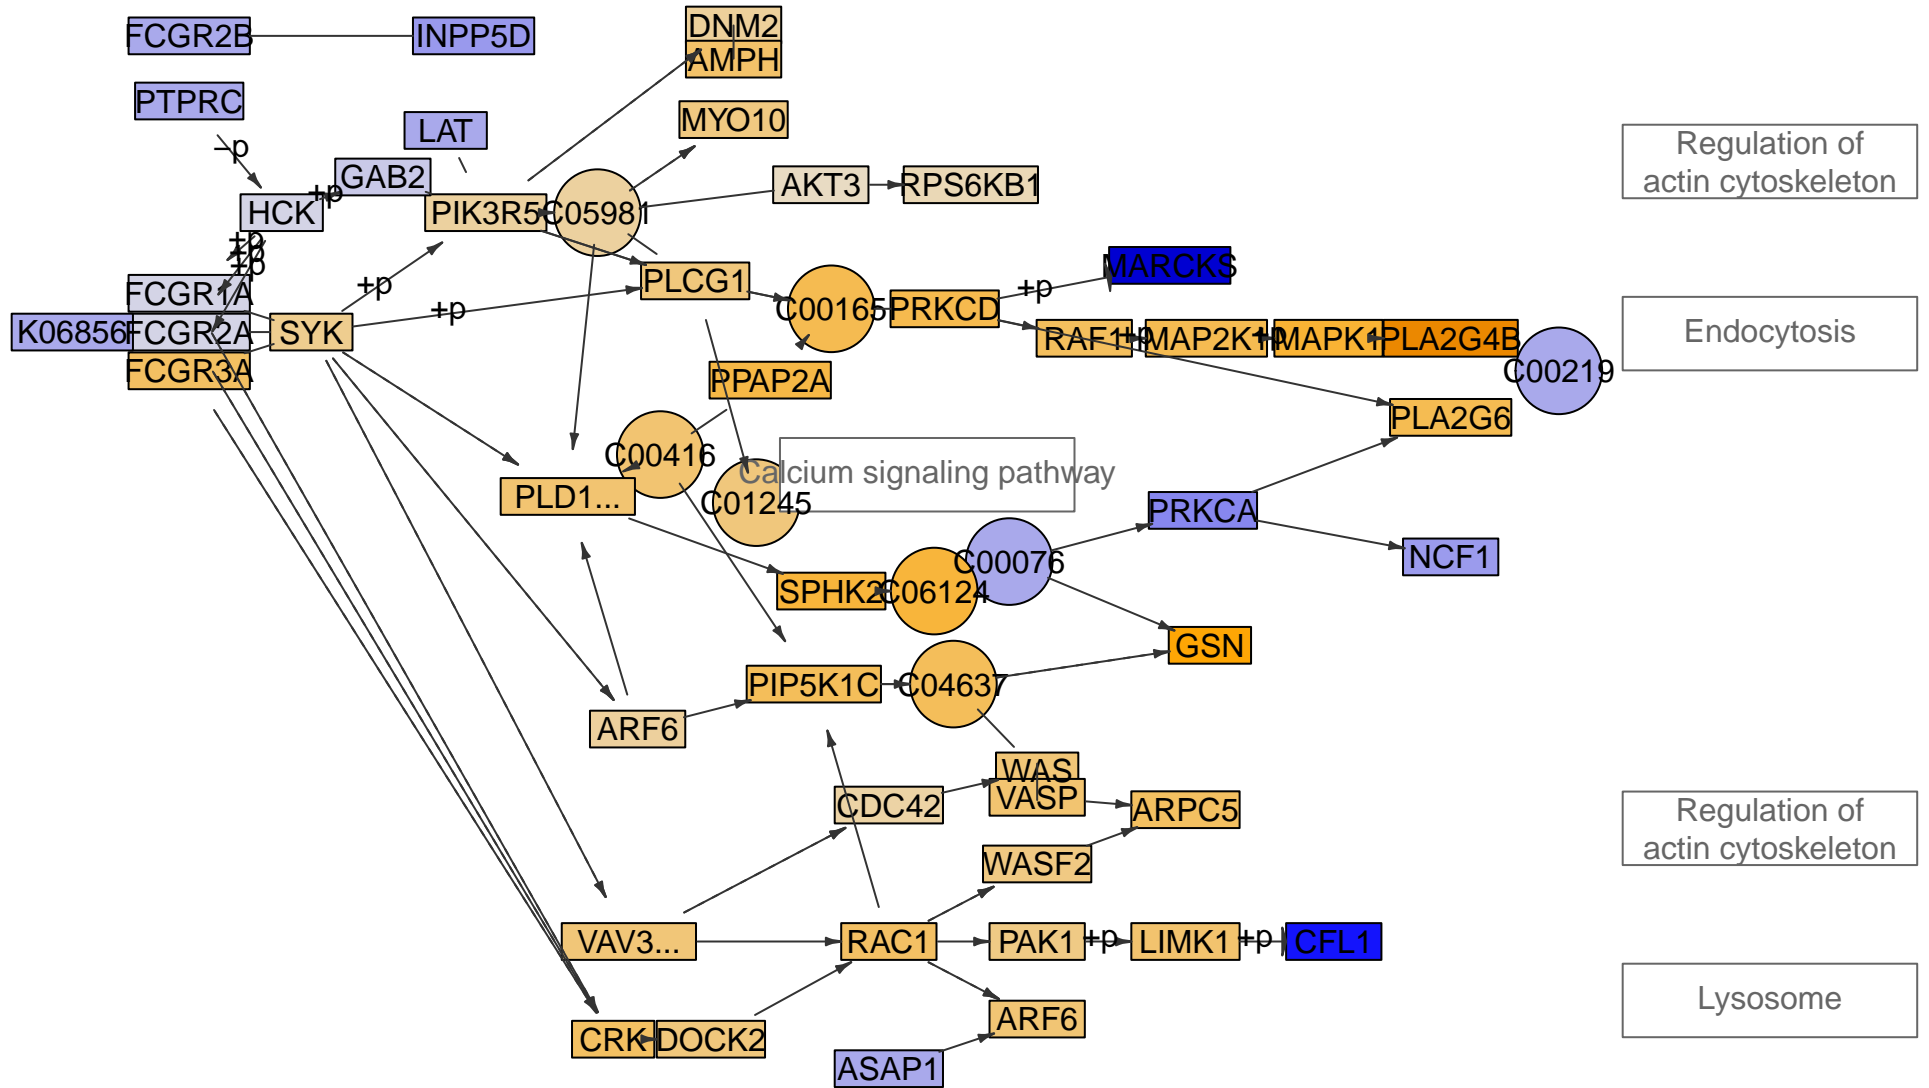 FCGR2B
INPP5D
DNM2
AMPH
PTPRC
MYO10
LAT
−p
Regulation of
actin cytoskeleton
GAB2
+p
HCK
PIK3R5
C05981
AKT3
RPS6KB1
+p
+p
+p
FCGR1A
+p
PLCG1
MARCKS
+p
K06856
FCGR2A
SYK
+p
C00165
PRKCD
RAF1
+p
MAP2K1
+p
MAPK1
PLA2G4B
C00219
Endocytosis
FCGR3A
PPAP2A
PLA2G6
C00416
Calcium signaling pathway
PLD1...
C01245
PRKCA
NCF1
SPHK2
C06124
C00076
GSN
PIP5K1C
C04637
ARF6
WAS
VASP
CDC42
ARPC5
Regulation of
actin cytoskeleton
WASF2
VAV3...
RAC1
PAK1
+p
LIMK1
+p
CFL1
Lysosome
ARF6
CRK
DOCK2
ASAP1